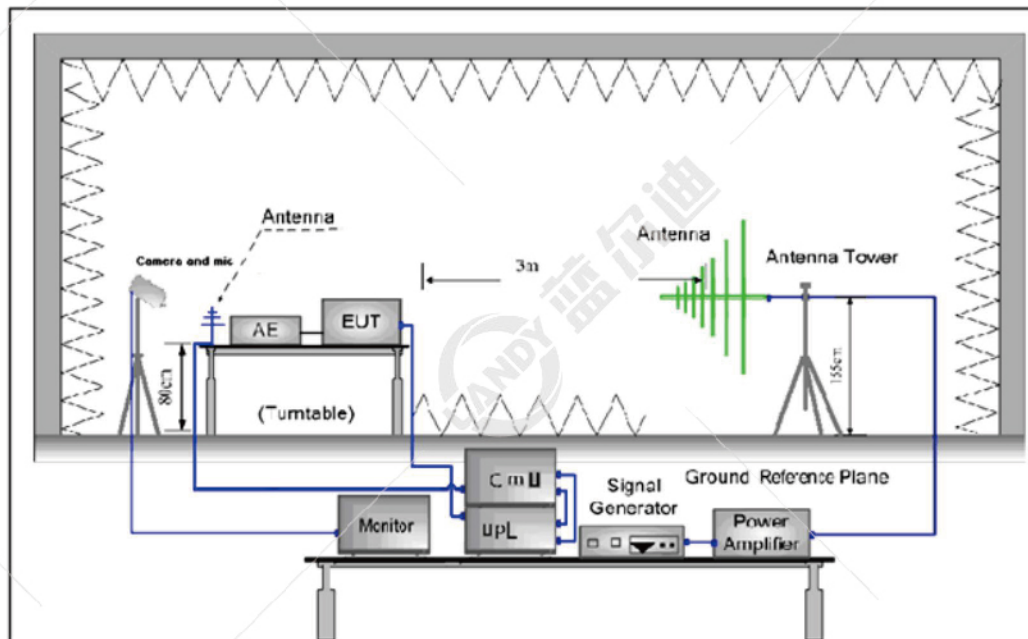 Antenna
Camera and mic
3m
Antenna
Antenna Tower
AE
EUT
80cm
155cm
(Turntable)
LANDY 蓝尔迪
CmU
Signal
Generator
Ground Reference Plane
Monitor
upL
Power
Amplifier